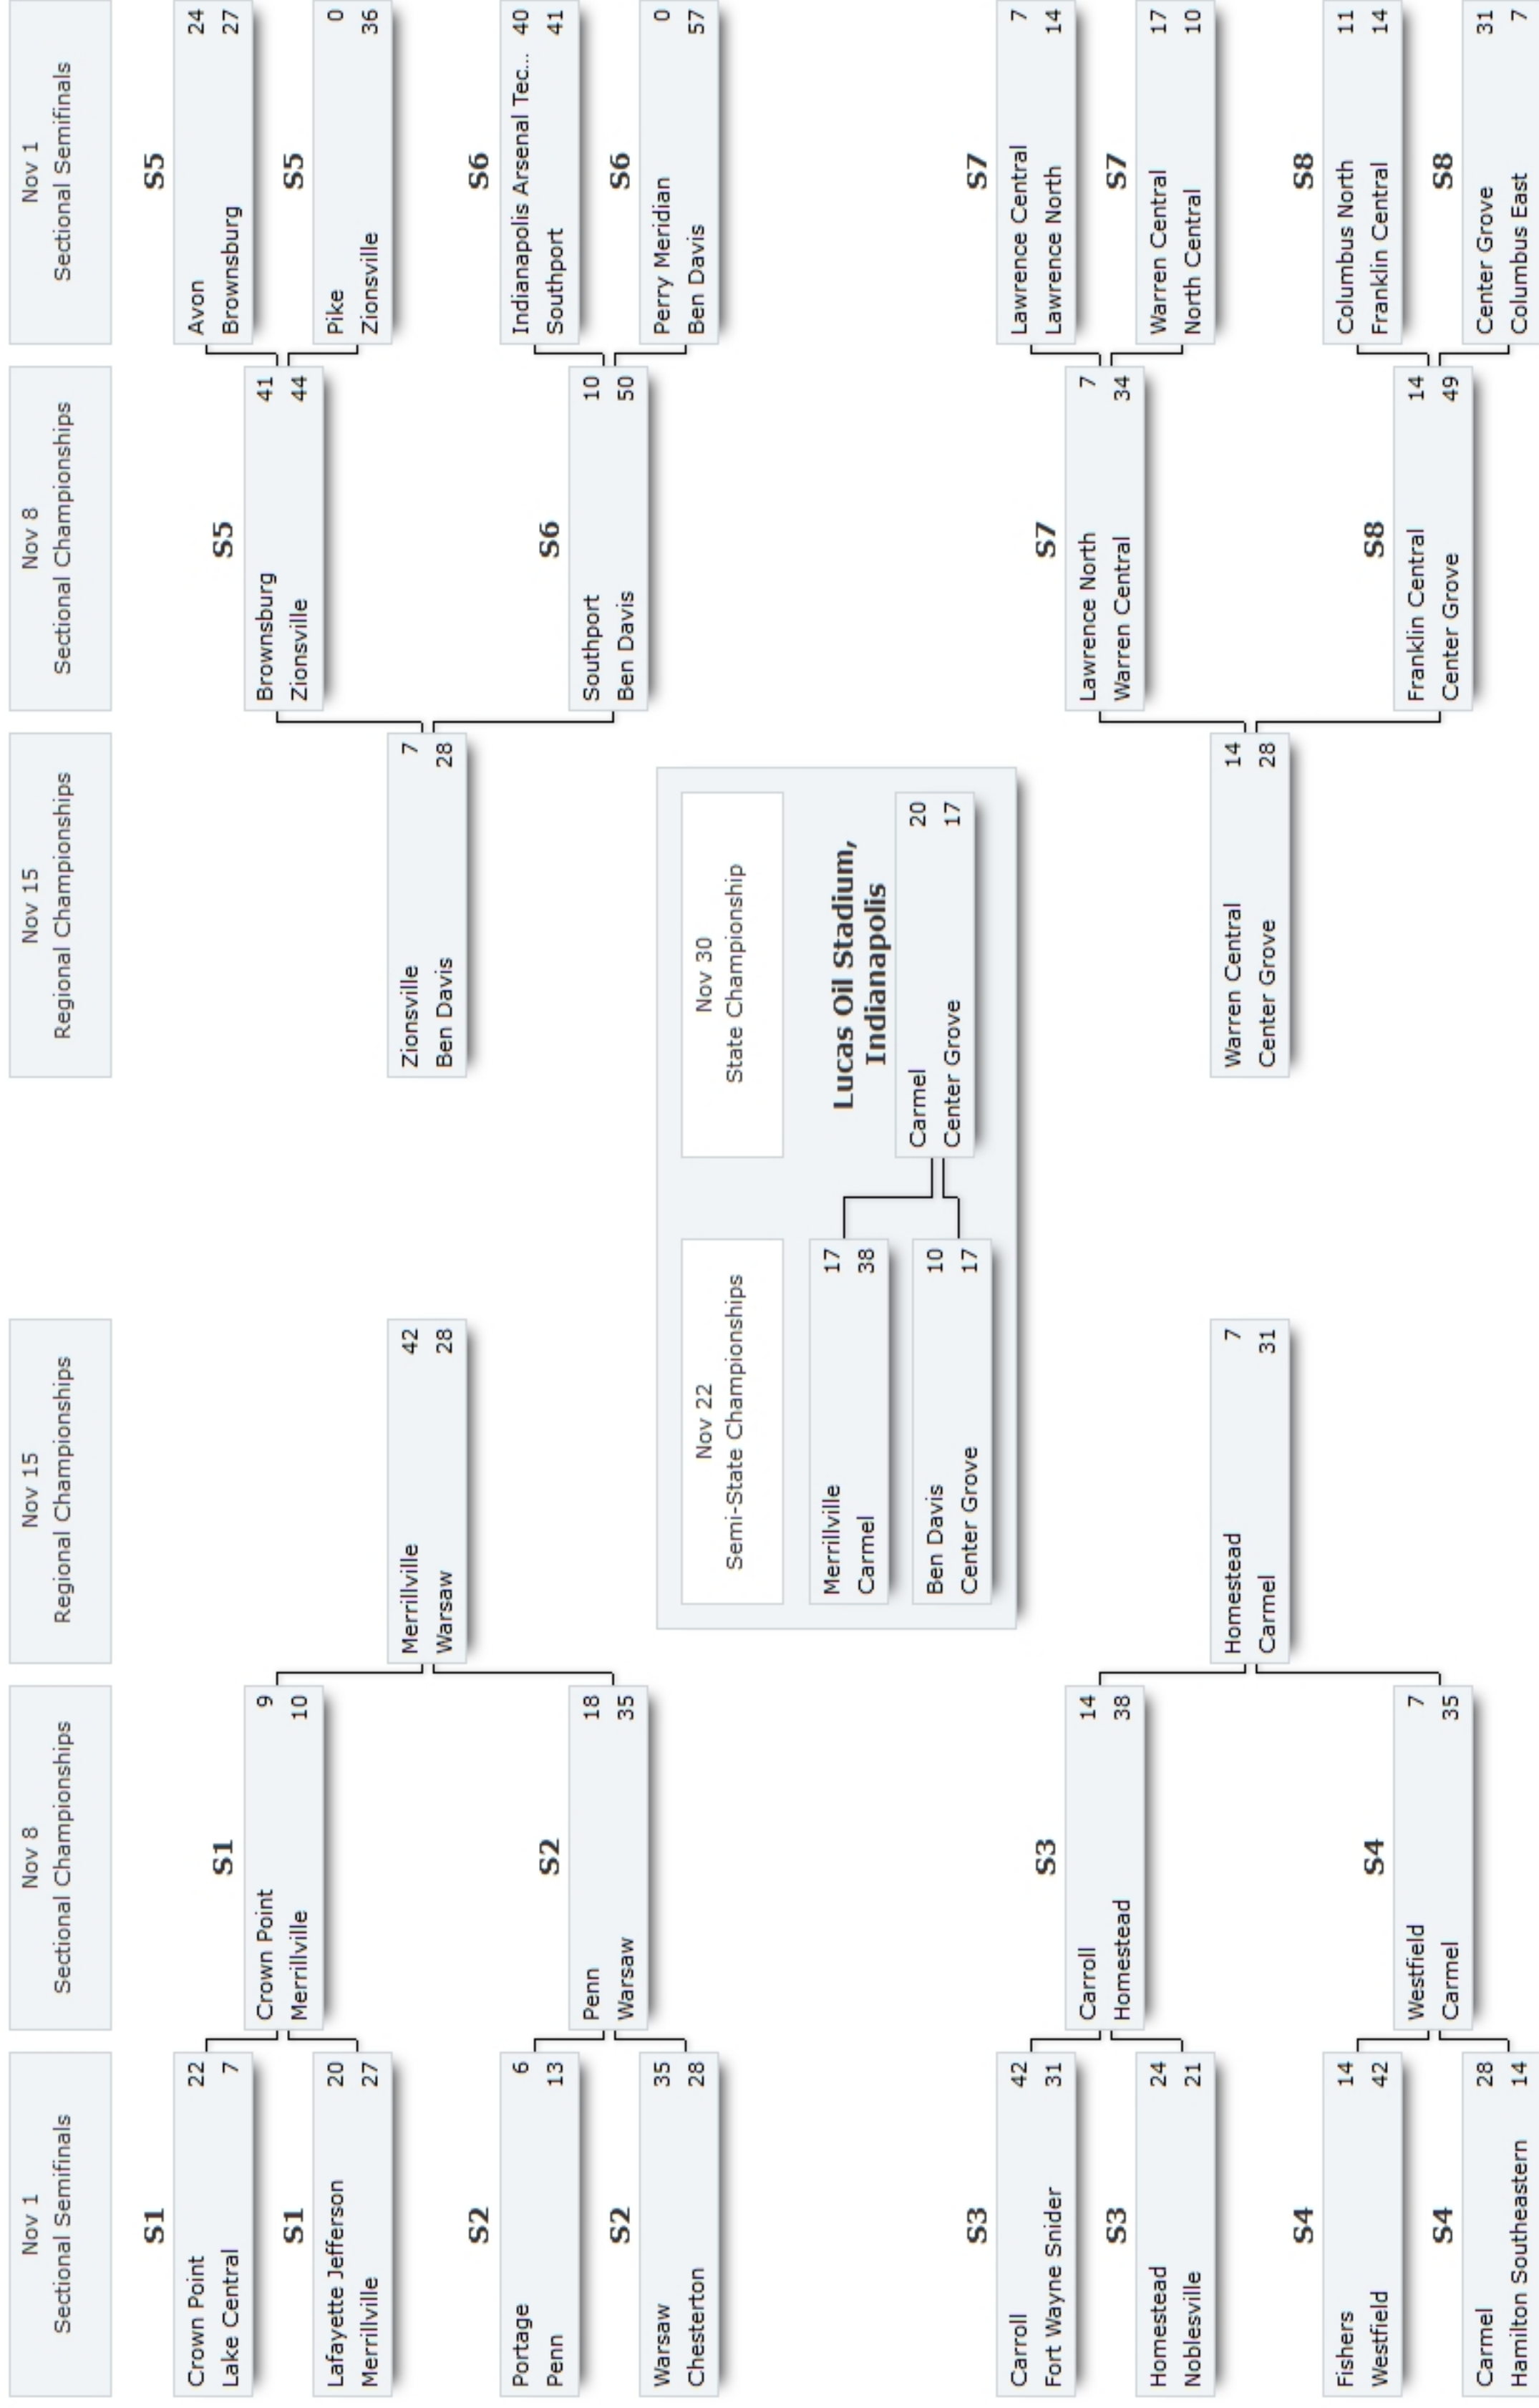 Nov 1
Sectional Semifinals
Nov 8
Sectional Championships
Nov 15
Regional Championships
Nov 15
Regional Championships
Nov 8
Sectional Championships
Nov 1
Sectional Semifinals
S1
Crown Point 22
Lake Central 7
S1
Lafayette Jefferson 20
Merrillville 27
S2
Portage 6
Penn 13
S2
Warsaw 35
Chesterton 28
S3
Carroll 42
Fort Wayne Snider 31
S3
Homestead 24
Noblesville 21
S4
Fishers 14
Westfield 42
S4
Carmel 28
Hamilton Southeastern 14
S1
Crown Point 9
Merrillville 10
S2
Penn 18
Warsaw 35
S3
Carroll 14
Homestead 38
S4
Westfield 7
Carmel 35
Merrillville 42
Warsaw 28
Homestead 7
Carmel 31
Nov 22
Semi-State Championships
Merrillville 17
Carmel 38
Ben Davis 10
Center Grove 17
Nov 30
State Championship
Lucas Oil Stadium,
Indianapolis
Carmel 20
Center Grove 17
Zionsville 7
Ben Davis 28
Warren Central 14
Center Grove 28
S5
Brownsburg 41
Zionsville 44
S6
Southport 10
Ben Davis 50
S7
Lawrence North 7
Warren Central 34
S8
Franklin Central 14
Center Grove 49
S5
Avon 24
Brownsburg 27
S5
Pike 0
Zionsville 36
S6
Indianapolis Arsenal Tec... 40
Southport 41
S6
Perry Meridian 0
Ben Davis 57
S7
Lawrence Central 7
Lawrence North 14
S7
Warren Central 17
North Central 10
S8
Columbus North 11
Franklin Central 14
S8
Center Grove 31
Columbus East 7